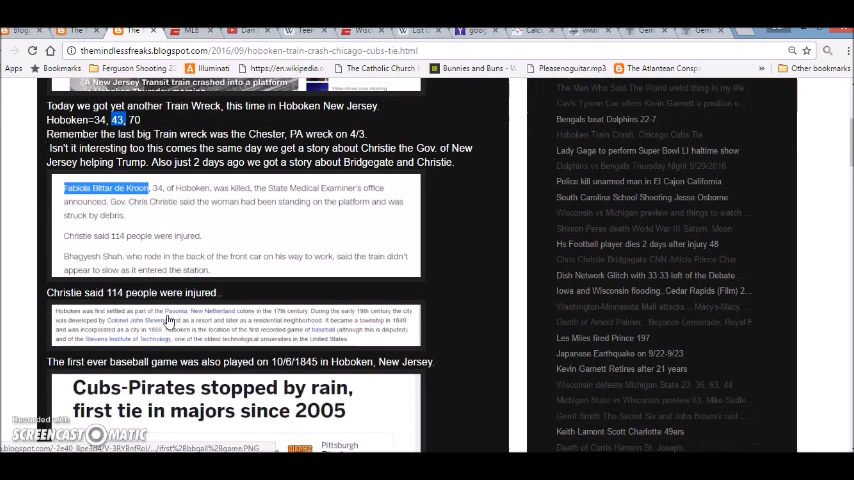 Blog
The
The
MLB
Dan
Wisc
List
goog
Calcu
Gem
Gem
themindlessfreaks.blogspot.com/2016/09/hoboken-train-crash-chicago-cubs-tie.html
Apps
Bookmarks
Ferguson Shooting
Illuminati
https://en.wikipedia.o
The Catholic Church
Bunnies and Buns - Y
Pleasenoguitar.mp3
The Atlantean Conspi
»
Other bookmarks
A New Jersey Transit train crashed into a platform
Today we got yet another Train Wreck, this time in Hoboken New Jersey.
Hoboken=34, 43, 70
Remember the last big Train wreck was the Chester, PA wreck on 4/3.
Isn't it interesting too this comes the same day we get a story about Christie the Gov. of New
Jersey helping Trump. Also just 2 days ago we got a story about Bridgegate and Christie.
Fabiola Bittar de Kroon, 34, of Hoboken, was killed, the State Medical Examiner's office
announced. Gov. Chris Christie said the woman had been standing on the platform and was
struck by debris.
Christie said 114 people were injured.
Bhagyesh Shah, who rode in the back of the front car on his way to work, said the train didn't
appear to slow as it entered the station.
Christie said 114 people were injured..
Hoboken was first settled as part of the Pavonia, New Netherland colony in the 17th century. During the early 19th century the city
was developed by Colonel John Stevens, first as a resort and later as a residential neighborhood. It became a township in 1849
and was incorporated as a city in 1855. Hoboken is the location of the first recorded game of baseball (although this is disputed)
and of the Stevens Institute of Technology, one of the oldest technological universities in the United States.
The first ever baseball game was also played on 10/6/1845 in Hoboken, New Jersey.
Cubs-Pirates stopped by rain,
first tie in majors since 2005
Pittsburgh
The Man Who Sold The World weird thing in my life
Cav's Tyronn Lue offers Kevin Garnett a position o...
Bengals beat Dolphins 22-7
Hoboken Train Crash. Chicago Cubs Tie
Lady Gaga to perform Super Bowl LI haltime show
Dolphins vs Bengals Thursday Night 9/29/2016
Police kill unarmed man in El Cajon California
South Carolina School Shooting Jesse Osborne
Wisconsin vs Michigan preview and things to watch ...
Shimon Peres death World War III Saturn, Moon
Hs Football player dies 2 days after injury 48
Chris Christie Bridgegate CNN Article Prince Char...
Dish Network Glitch with 33:33 left of the Debate ...
Iowa and Wisconsin flooding...Cedar Rapids (Film) 2...
Washington-Minnesota Mall attacks... Macy's-Macy...
Death of Arnold Palmer... Beyonce Lemonade, Royal F...
Les Miles fired Prince 197
Japanese Earthquake on 9/22-9/23
Kevin Garnett Retires after 21 years
Wisconsin defeats Michigan State 23, 36, 63, 44
Michigan State vs Wisconsin preview 63. Mike Sadle...
Gerrit Smith The Secret Six and John Brown's raid ...
Keith Lamont Scott Charlotte 49ers
Death of Curtis Hansen St. Joseph
Recorded with
SCREENCAST MATIC